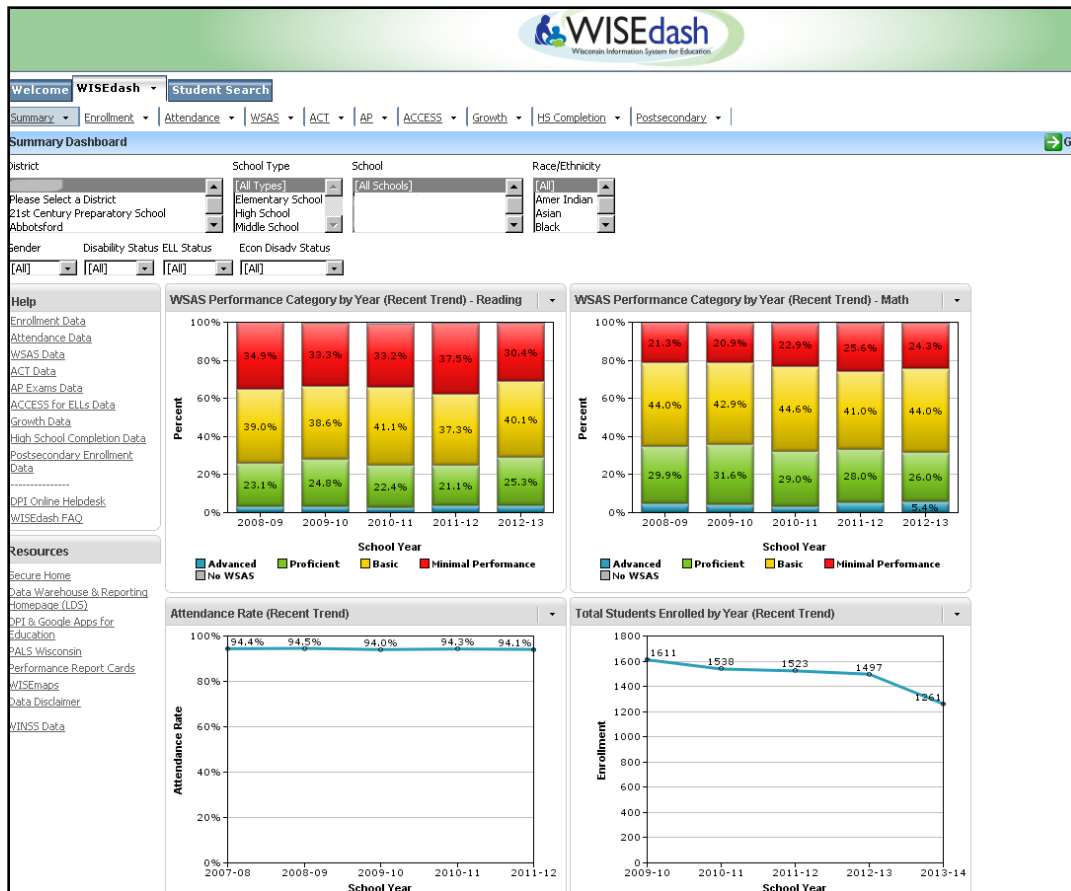 WISEdash
Wisconsin Information System for Education
Welcome WISEdash Student Search
Summary Enrollment Attendance WSAS ACT AP ACCESS Growth HS Completion Postsecondary
Summary Dashboard G
District School Type School Race/Ethnicity
[All Types] [All Schools] [All]
Please Select a District Elementary School Amer Indian
21st Century Preparatory School High School Asian
Abbotsford Middle School Black
Gender Disability Status ELL Status Econ Disadv Status
[All] [All] [All] [All]
Help
Enrollment Data
Attendance Data
WSAS Data
ACT Data
AP Exams Data
ACCESS for ELLs Data
Growth Data
High School Completion Data
Postsecondary Enrollment
Data
---------------
DPI Online Helpdesk
WISEdash FAQ
Resources
Secure Home
Data Warehouse & Reporting
Homepage (LDS)
DPI & Google Apps for
Education
PALS Wisconsin
Performance Report Cards
WISEmaps
Data Disclaimer
WINSS Data
WSAS Performance Category by Year (Recent Trend) - Reading
Percent
100%
80%
60%
40%
20%
0%
34.9% 33.3% 33.2% 37.5% 30.4%
39.0% 38.6% 41.1% 37.3% 40.1%
23.1% 24.8% 22.4% 21.1% 25.3%
2008-09 2009-10 2010-11 2011-12 2012-13
School Year
Advanced Proficient Basic Minimal Performance
No WSAS
WSAS Performance Category by Year (Recent Trend) - Math
Percent
100%
80%
60%
40%
20%
0%
21.3% 20.9% 22.9% 25.6% 24.3%
44.0% 42.9% 44.6% 41.0% 44.0%
29.9% 31.6% 29.0% 28.0% 26.0%
5.4%
2008-09 2009-10 2010-11 2011-12 2012-13
School Year
Advanced Proficient Basic Minimal Performance
No WSAS
Attendance Rate (Recent Trend)
Attendance Rate
100%
80%
60%
40%
20%
0%
94.4% 94.5% 94.0% 94.3% 94.1%
2007-08 2008-09 2009-10 2010-11 2011-12
School Year
Total Students Enrolled by Year (Recent Trend)
Enrollment
1800
1600
1400
1200
1000
800
600
400
200
0
1611 1538 1523 1497 1261
2009-10 2010-11 2011-12 2012-13 2013-14
School Year